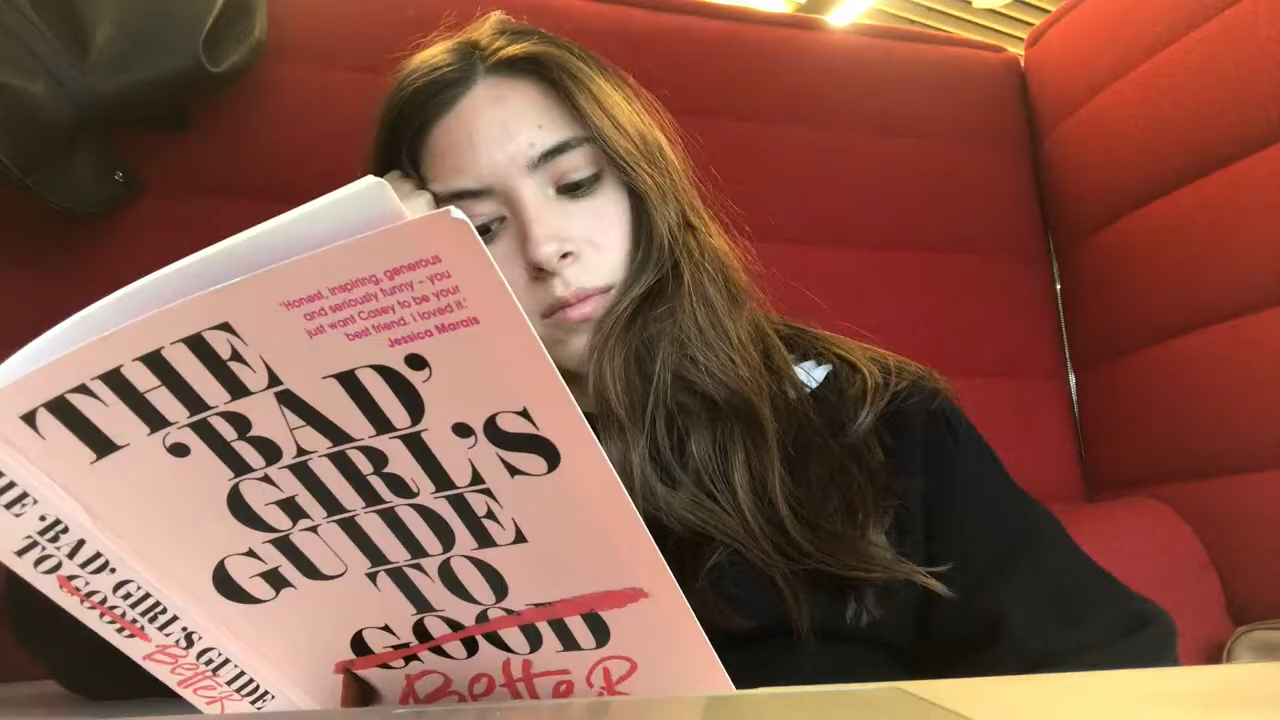 'Honest, inspiring, generous
and seriously funny – you
just want Casey to be your
best friend. I loved it.'
Jessica Marais
THE
'BAD'
GIRL'S
GUIDE
TO
GOOD
BetteR
THE 'BAD' GIRL'S GUIDE
TO GOOD BetteR